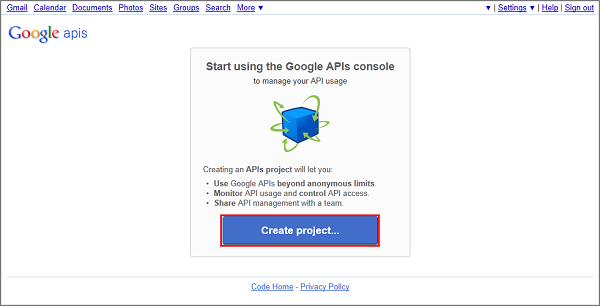 Gmail Calendar Documents Photos Sites Groups Search More ▼ ▼ | Settings ▼ | Help | Sign out
Google apis
Start using the Google APIs console
to manage your API usage
Creating an APIs project will let you:
• Use Google APIs beyond anonymous limits.
• Monitor API usage and control API access.
• Share API management with a team.
Create project...
Code Home - Privacy Policy